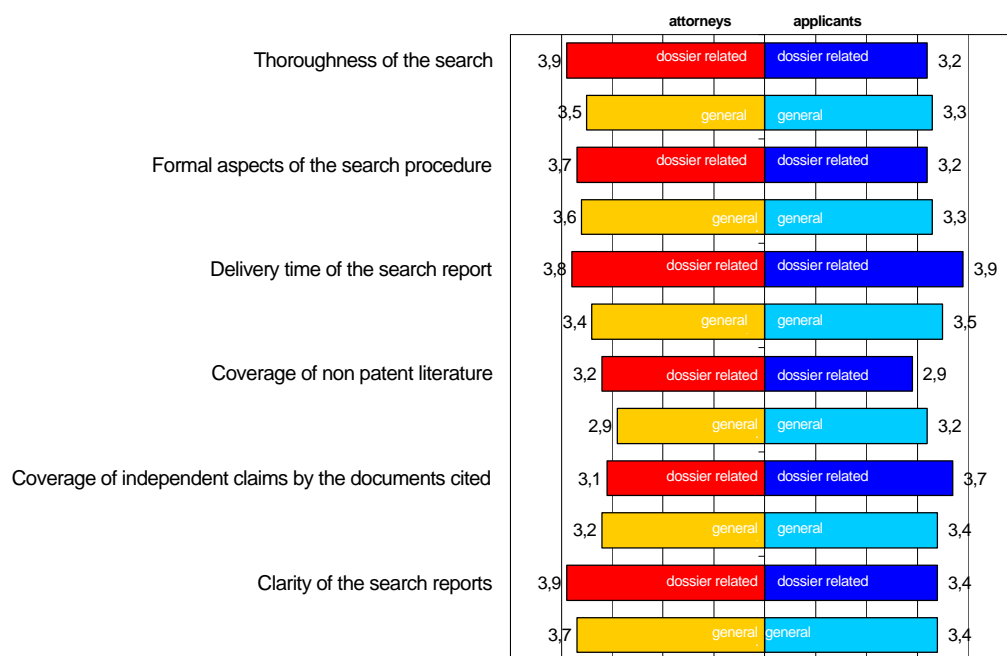 attorneys applicants
Thoroughness of the search 3,9 dossier related dossier related 3,2
3,5 general general 3,3
Formal aspects of the search procedure 3,7 dossier related dossier related 3,2
3,6 general general 3,3
Delivery time of the search report 3,8 dossier related dossier related 3,9
3,4 general general 3,5
Coverage of non patent literature 3,2 dossier related dossier related 2,9
2,9 general general 3,2
Coverage of independent claims by the documents cited 3,1 dossier related dossier related 3,7
3,2 general general 3,4
Clarity of the search reports 3,9 dossier related dossier related 3,4
3,7 general general 3,4